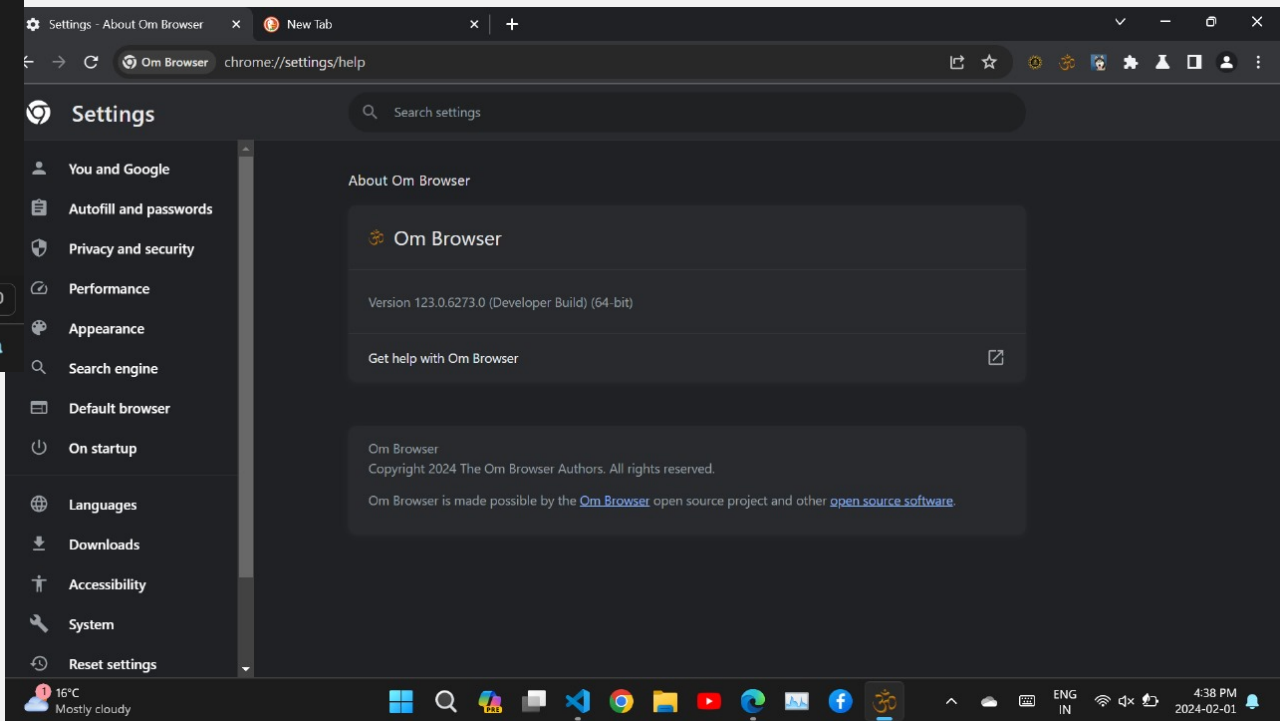 Settings - About Om Browser
New Tab
Om Browser chrome://settings/help
Settings
Search settings
You and Google
Autofill and passwords
Privacy and security
Performance
Appearance
Search engine
Default browser
On startup
Languages
Downloads
Accessibility
System
Reset settings
About Om Browser
ॐ Om Browser
Version 123.0.6273.0 (Developer Build) (64-bit)
Get help with Om Browser
Om Browser
Copyright 2024 The Om Browser Authors. All rights reserved.
Om Browser is made possible by the Om Browser open source project and other open source software.
1
16°C
Mostly cloudy
PRE
ॐ
ENG
IN
4:38 PM
2024-02-01